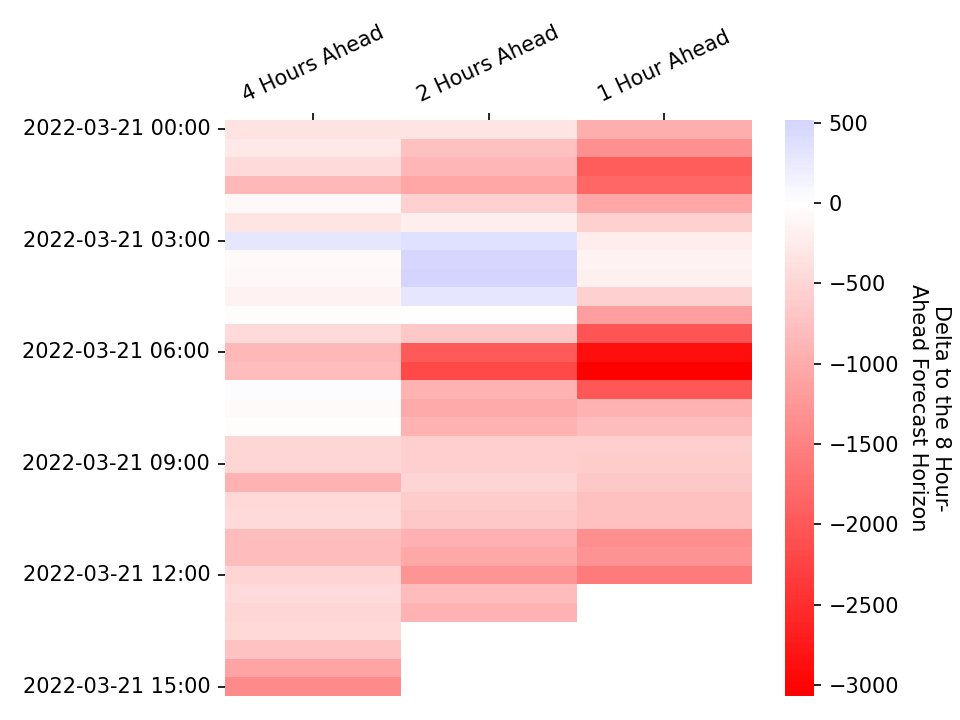 4 Hours Ahead
2 Hours Ahead
1 Hour Ahead
2022-03-21 00:00
2022-03-21 03:00
2022-03-21 06:00
2022-03-21 09:00
2022-03-21 12:00
2022-03-21 15:00
500
0
−500
−1000
−1500
−2000
−2500
−3000
Delta to the 8 Hour-
Ahead Forecast Horizon